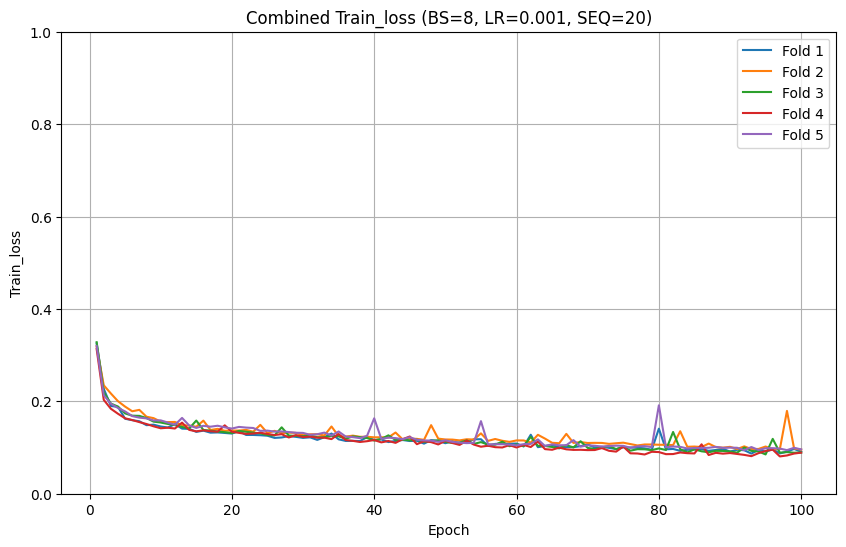 Combined Train_loss (BS=8, LR=0.001, SEQ=20)
1.0
0.8
0.6
0.4
0.2
0.0
Train_loss
Fold 1
Fold 2
Fold 3
Fold 4
Fold 5
0 20 40 60 80 100
Epoch